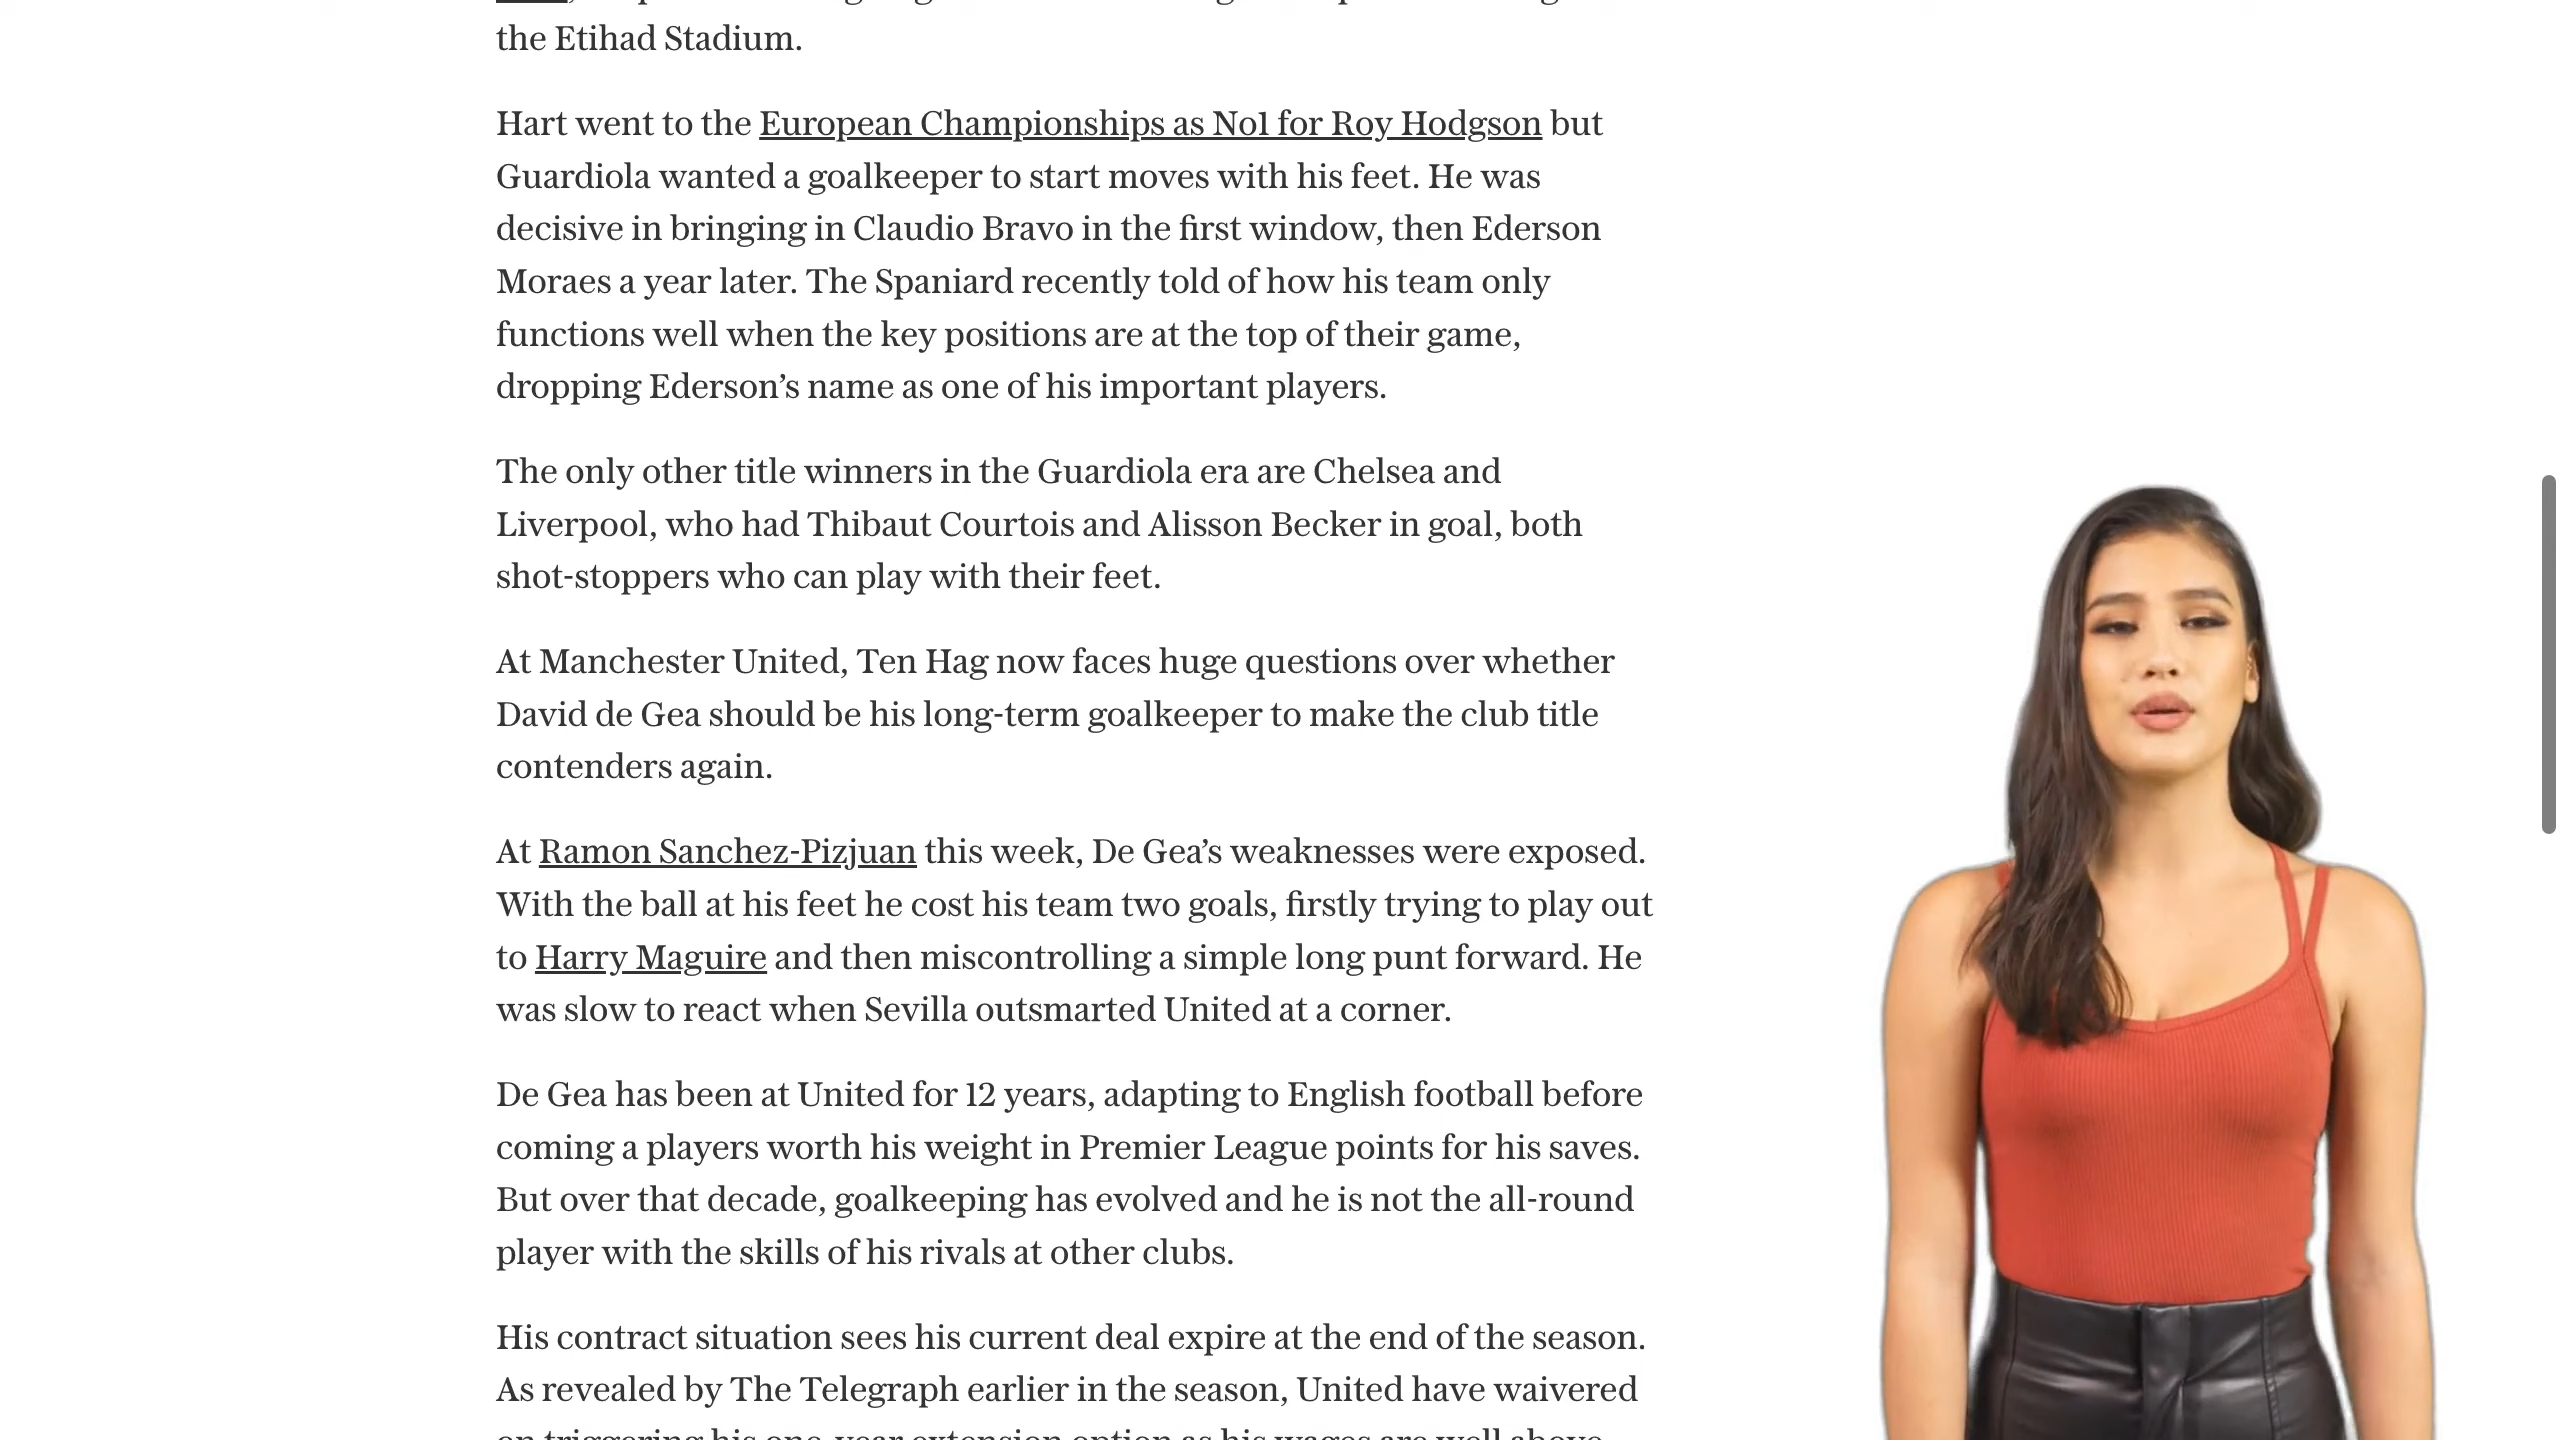 the Etihad Stadium.
Hart went to the European Championships as No1 for Roy Hodgson but
Guardiola wanted a goalkeeper to start moves with his feet. He was
decisive in bringing in Claudio Bravo in the first window, then Ederson
Moraes a year later. The Spaniard recently told of how his team only
functions well when the key positions are at the top of their game,
dropping Ederson’s name as one of his important players.
The only other title winners in the Guardiola era are Chelsea and
Liverpool, who had Thibaut Courtois and Alisson Becker in goal, both
shot-stoppers who can play with their feet.
At Manchester United, Ten Hag now faces huge questions over whether
David de Gea should be his long-term goalkeeper to make the club title
contenders again.
At Ramon Sanchez-Pizjuan this week, De Gea’s weaknesses were exposed.
With the ball at his feet he cost his team two goals, firstly trying to play out
to Harry Maguire and then miscontrolling a simple long punt forward. He
was slow to react when Sevilla outsmarted United at a corner.
De Gea has been at United for 12 years, adapting to English football before
coming a players worth his weight in Premier League points for his saves.
But over that decade, goalkeeping has evolved and he is not the all-round
player with the skills of his rivals at other clubs.
His contract situation sees his current deal expire at the end of the season.
As revealed by The Telegraph earlier in the season, United have waivered
on triggering his one-year extension option as his wages are well above